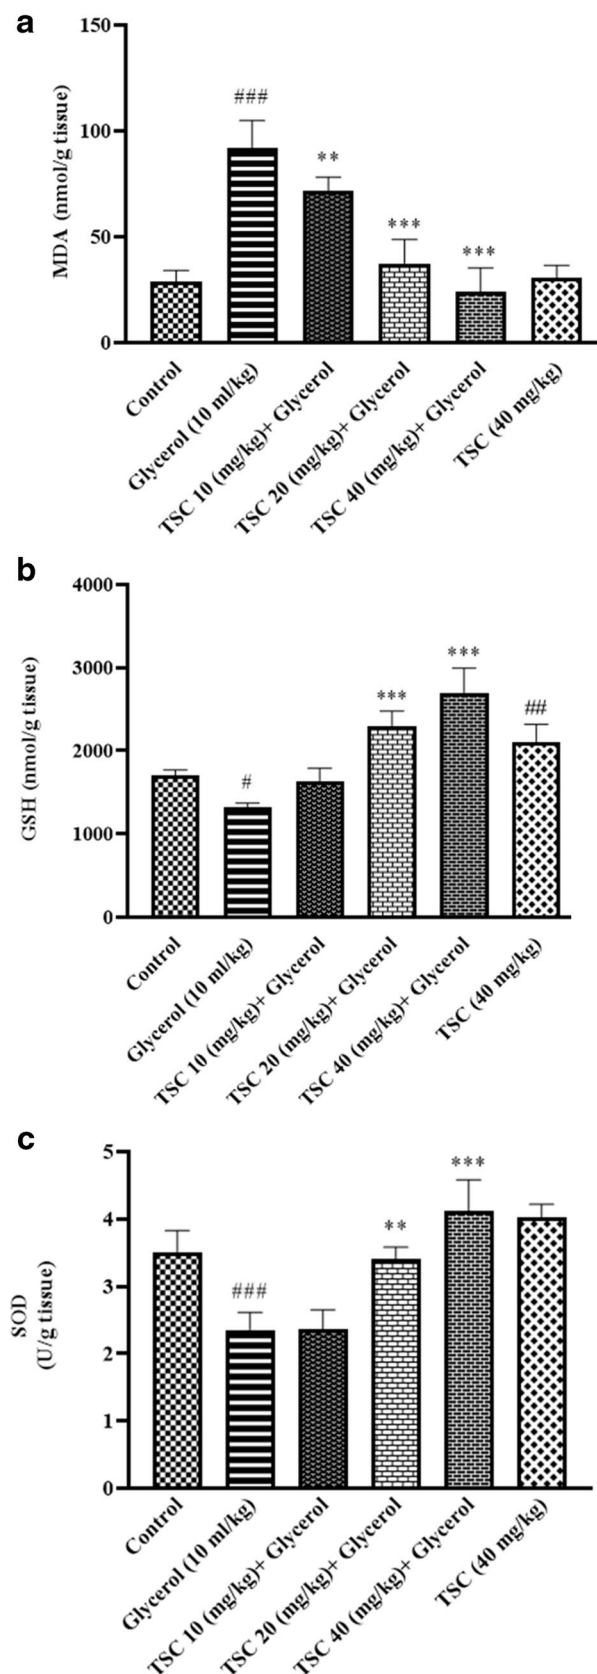 a
150
100
50
0
MDA (nmol/g tissue)
###
**
***
***
Control
Glycerol (10 ml/kg)
TSC 10 (mg/kg)+ Glycerol
TSC 20 (mg/kg)+ Glycerol
TSC 40 (mg/kg)+ Glycerol
TSC (40 mg/kg)
b
4000
3000
2000
1000
0
GSH (nmol/g tissue)
#
***
***
##
Control
Glycerol (10 ml/kg)
TSC 10 (mg/kg)+ Glycerol
TSC 20 (mg/kg)+ Glycerol
TSC 40 (mg/kg)+ Glycerol
TSC (40 mg/kg)
c
5
4
3
2
1
0
SOD
(U/g tissue)
###
**
***
Control
Glycerol (10 ml/kg)
TSC 10 (mg/kg)+ Glycerol
TSC 20 (mg/kg)+ Glycerol
TSC 40 (mg/kg)+ Glycerol
TSC (40 mg/kg)